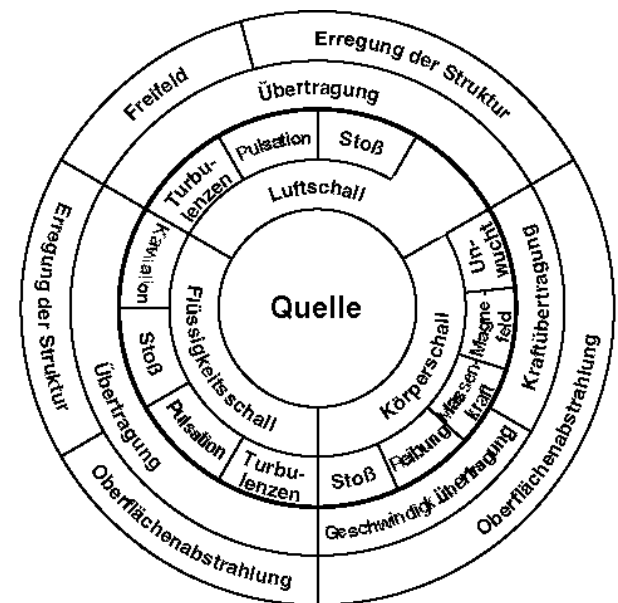 Erregung der Struktur
Freifeld
Übertragung
Pulsation
Stoß
Turbu-
lenzen
Luftschall
Kavitation
Un-
wucht
Erregung der Struktur
Quelle
Magne
feld
Kraftübertragung
Flüssigkeitsschall
Körperschall
Stoß
Massen-
kraft
Übertragung
Pulsation
Reibung
Turbu-
lenzen
Stoß
Oberflächenabstrahlung
Oberflächenabstrahlung